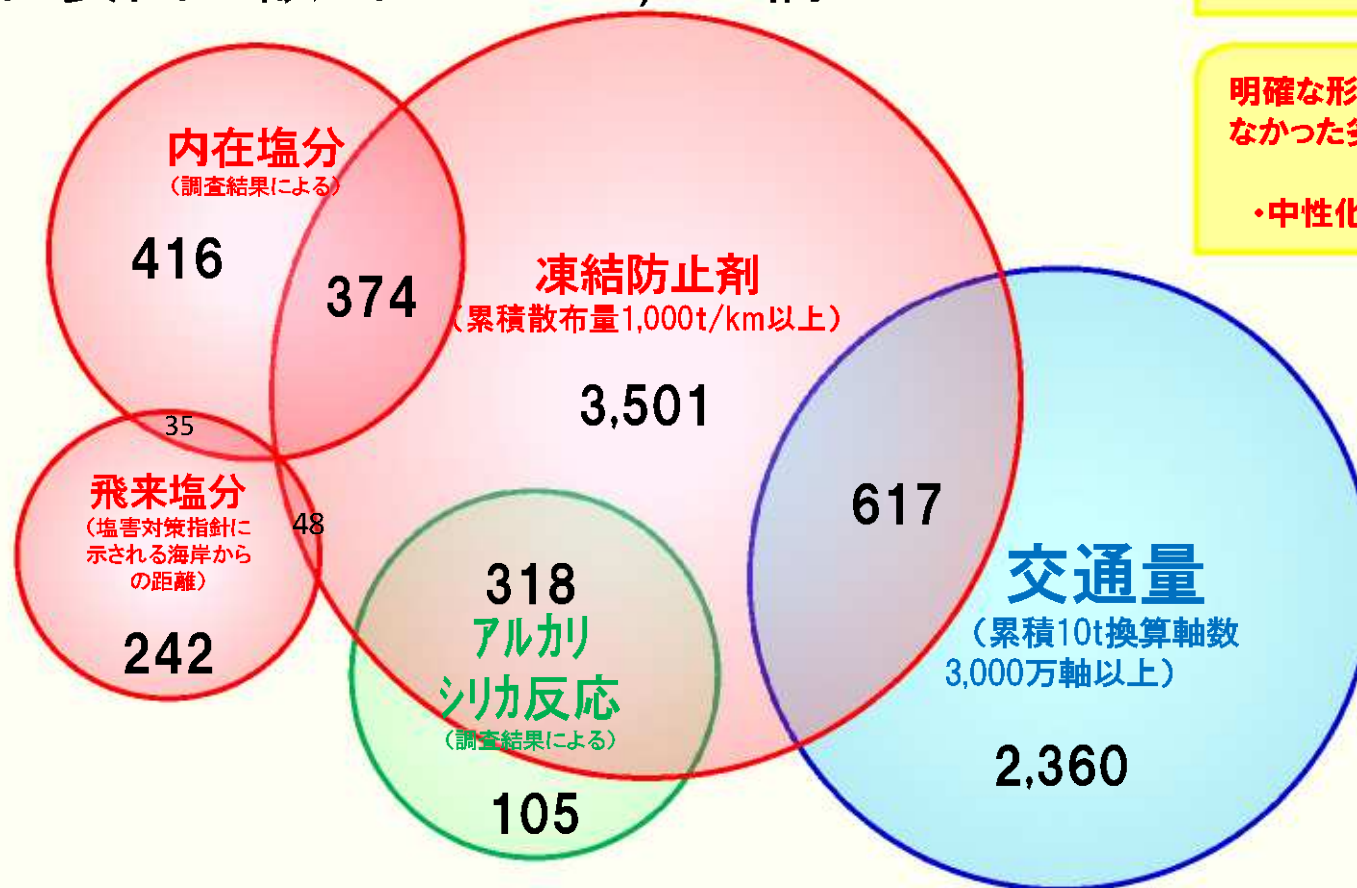 明確な形
なかった
・中性化
内在塩分
（調査結果による）
416
374
凍結防止剤
（累積散布量1,000t/km以上）
3,501
35
飛来塩分
（塩害対策指針に
示される海岸から
の距離）
48
242
617
318
アルカリ
シリカ反応
（調査結果による）
105
交通量
（累積10t換算軸数
3,000万軸以上）
2,360